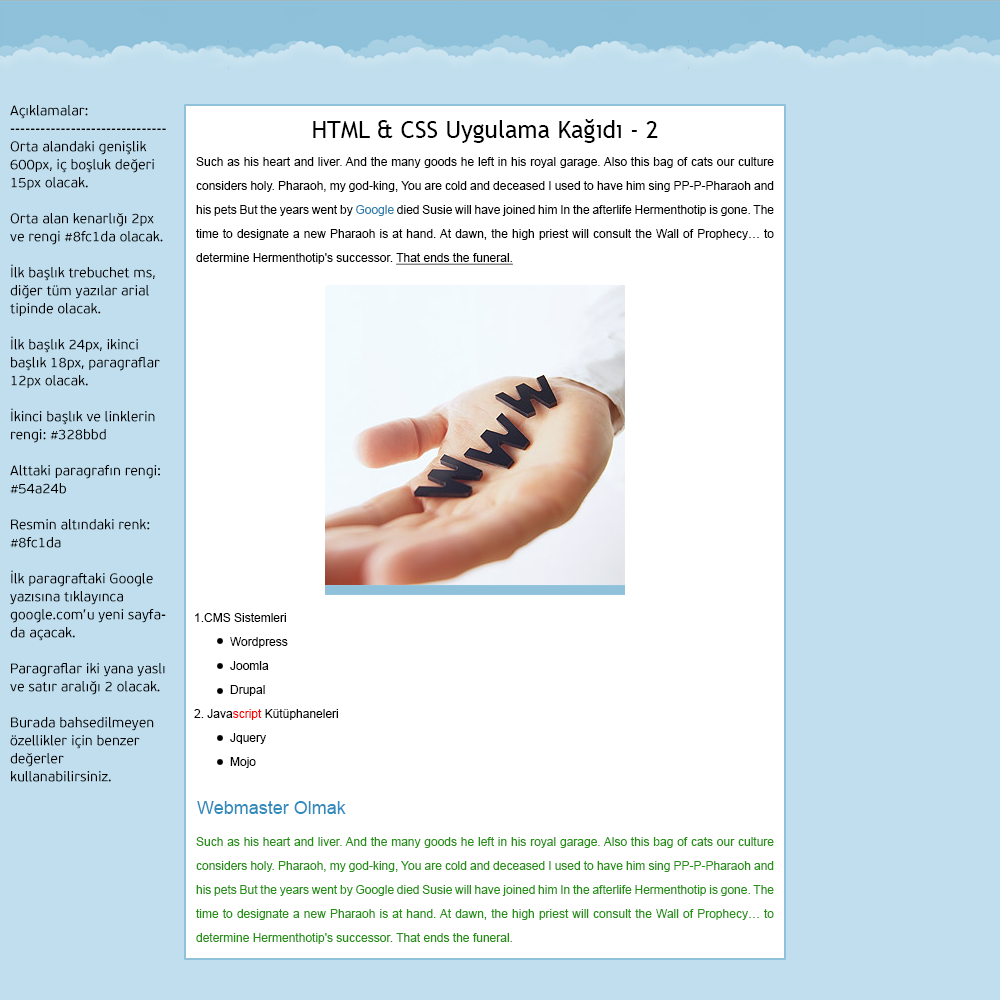 Açıklamalar:
-------------------------------
Orta alandaki genişlik
600px, iç boşluk değeri
15px olacak.
Orta alan kenarlığı 2px
ve rengi #8fc1da olacak.
İlk başlık trebuchet ms,
diğer tüm yazılar arial
tipinde olacak.
İlk başlık 24px, ikinci
başlık 18px, paragraflar
12px olacak.
İkinci başlık ve linklerin
rengi: #328bbd
Alttaki paragrafın rengi:
#54a24b
Resmin altındaki renk:
#8fc1da
İlk paragraftaki Google
yazısına tıklayınca
google.com'u yeni sayfa-
da açacak.
Paragraflar iki yana yaslı
ve satır aralığı 2 olacak.
Burada bahsedilmeyen
özellikler için benzer
değerler
kullanabilirsiniz.
HTML & CSS Uygulama Kağıdı - 2
Such as his heart and liver. And the many goods he left in his royal garage. Also this bag of cats our culture
considers holy. Pharaoh, my god-king, You are cold and deceased I used to have him sing PP-P-Pharaoh and
his pets But the years went by Google died Susie will have joined him In the afterlife Hermenthotip is gone. The
time to designate a new Pharaoh is at hand. At dawn, the high priest will consult the Wall of Prophecy… to
determine Hermenthotip's successor. That ends the funeral.
WWW
1.CMS Sistemleri
● Wordpress
● Joomla
● Drupal
2. Javascript Kütüphaneleri
● Jquery
● Mojo
Webmaster Olmak
Such as his heart and liver. And the many goods he left in his royal garage. Also this bag of cats our culture
considers holy. Pharaoh, my god-king, You are cold and deceased I used to have him sing PP-P-Pharaoh and
his pets But the years went by Google died Susie will have joined him In the afterlife Hermenthotip is gone. The
time to designate a new Pharaoh is at hand. At dawn, the high priest will consult the Wall of Prophecy… to
determine Hermenthotip's successor. That ends the funeral.